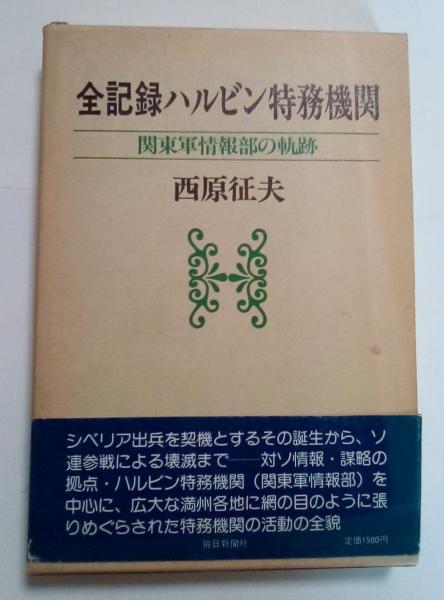 全記録ハルビン特務機関
関東軍情報部の軌跡
西原征夫
シベリア出兵を契機とするその誕生から、ソ
連参戦による壊滅まで──対ソ情報・謀略の
拠点・ハルビン特務機関（関東軍情報部）を
中心に、広大な満州各地に網の目のように張
りめぐらされた特務機関の活動の全貌
毎日新聞社
定価1500円